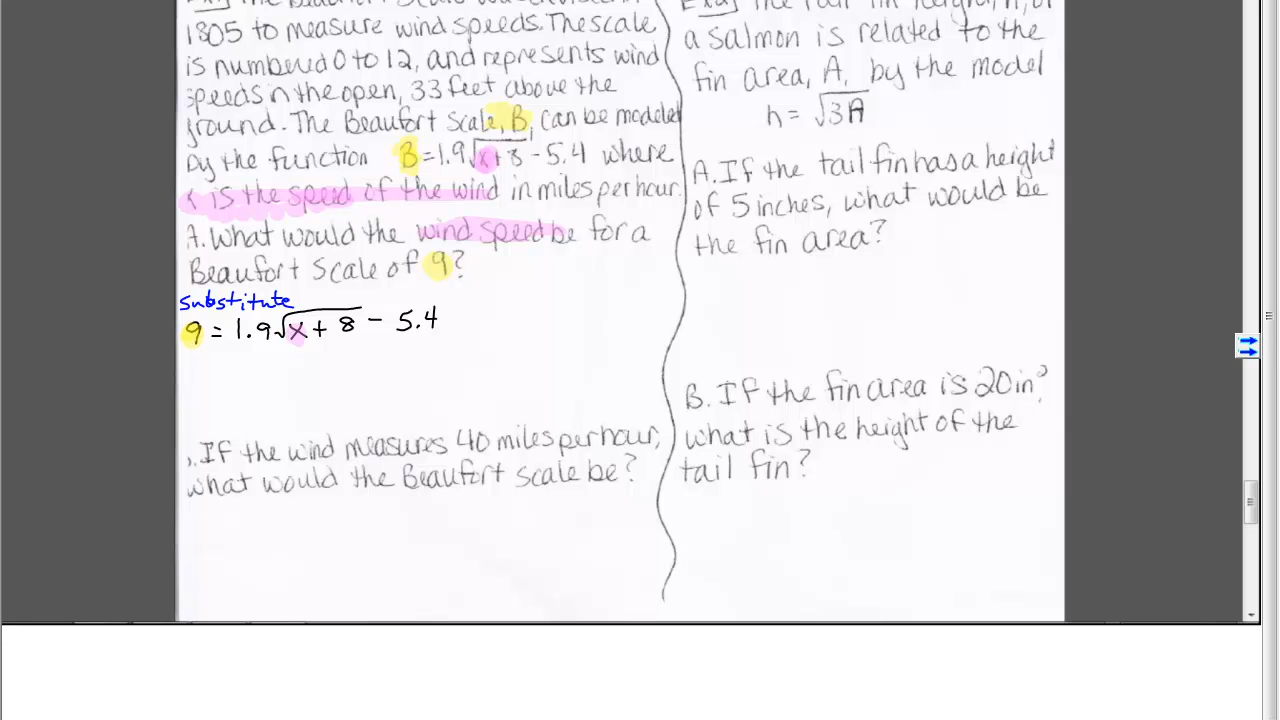 1805 to measure wind speeds. The scale
is numbered 0 to 12, and represents wind
speeds in the open, 33 feet above the
ground. The Beaufort Scale, B, can be modeled
by the function B = 1.9√x+8 - 5.4 where
x is the speed of the wind in miles per hour.
A. What would the wind speed be for a
Beaufort Scale of 9?
Substitute
9 = 1.9√x + 8 - 5.4
. If the wind measures 40 miles per hour,
what would the Beaufort scale be?
The tail fin height, h, of
a salmon is related to the
fin area, A, by the model
h = √3A
A. If the tail fin has a height
of 5 inches, what would be
the fin area?
B. If the fin area is 20 in²,
what is the height of the
tail fin?